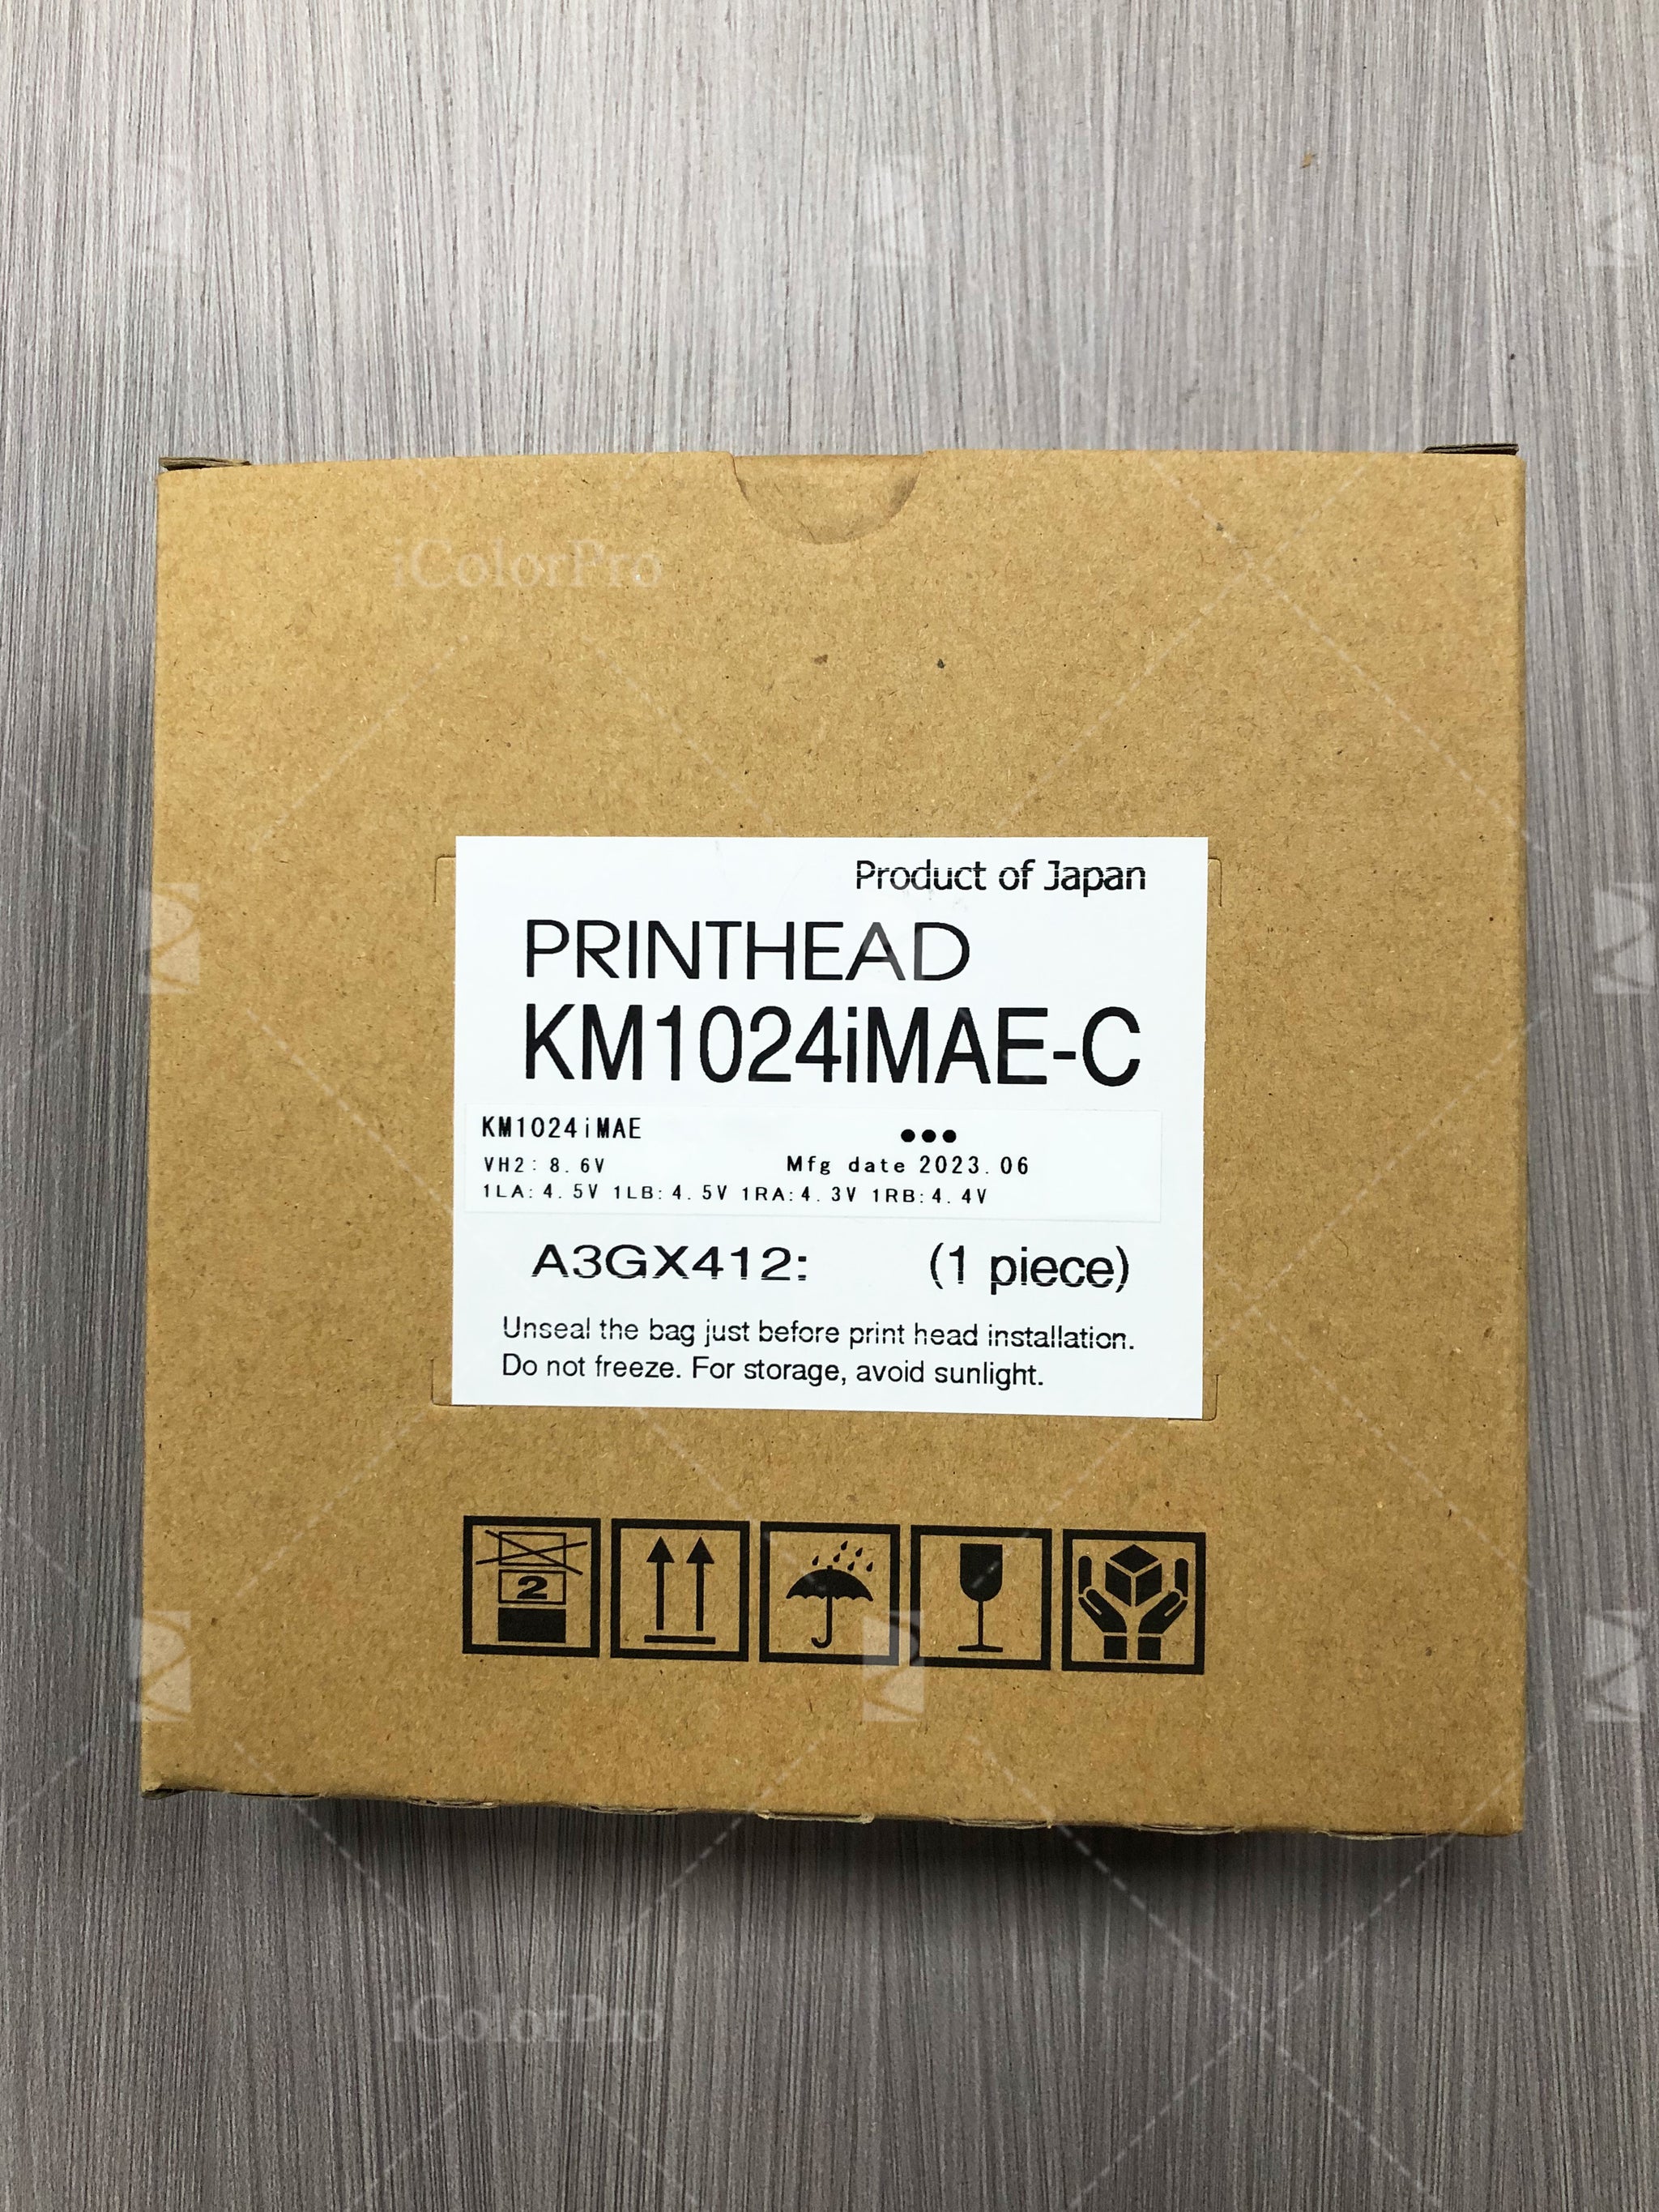 iColorPro
Product of Japan
PRINTHEAD
KM1024iMAE-C
KM1024iMAE •••
VH2: 8.6V Mfg date 2023.06
1LA:4.5V 1LB:4.5V 1RA:4.3V 1RB:4.4V
A3GX412: (1 piece)
Unseal the bag just before print head installation.
Do not freeze. For storage, avoid sunlight.
2
iColorPro